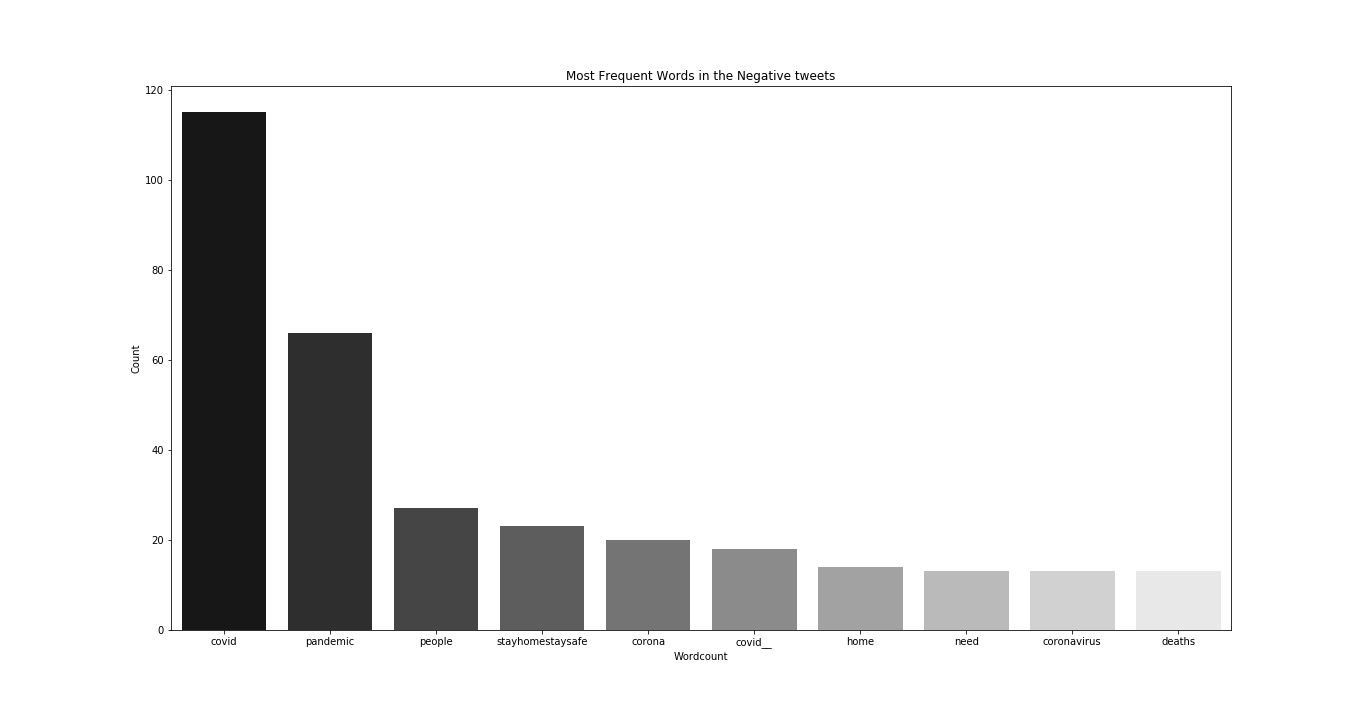 Most Frequent Words in the Negative tweets
120
100
80
60
40
20
0
Count
covid pandemic people stayhomestaysafe corona covid__ home need coronavirus deaths
Wordcount